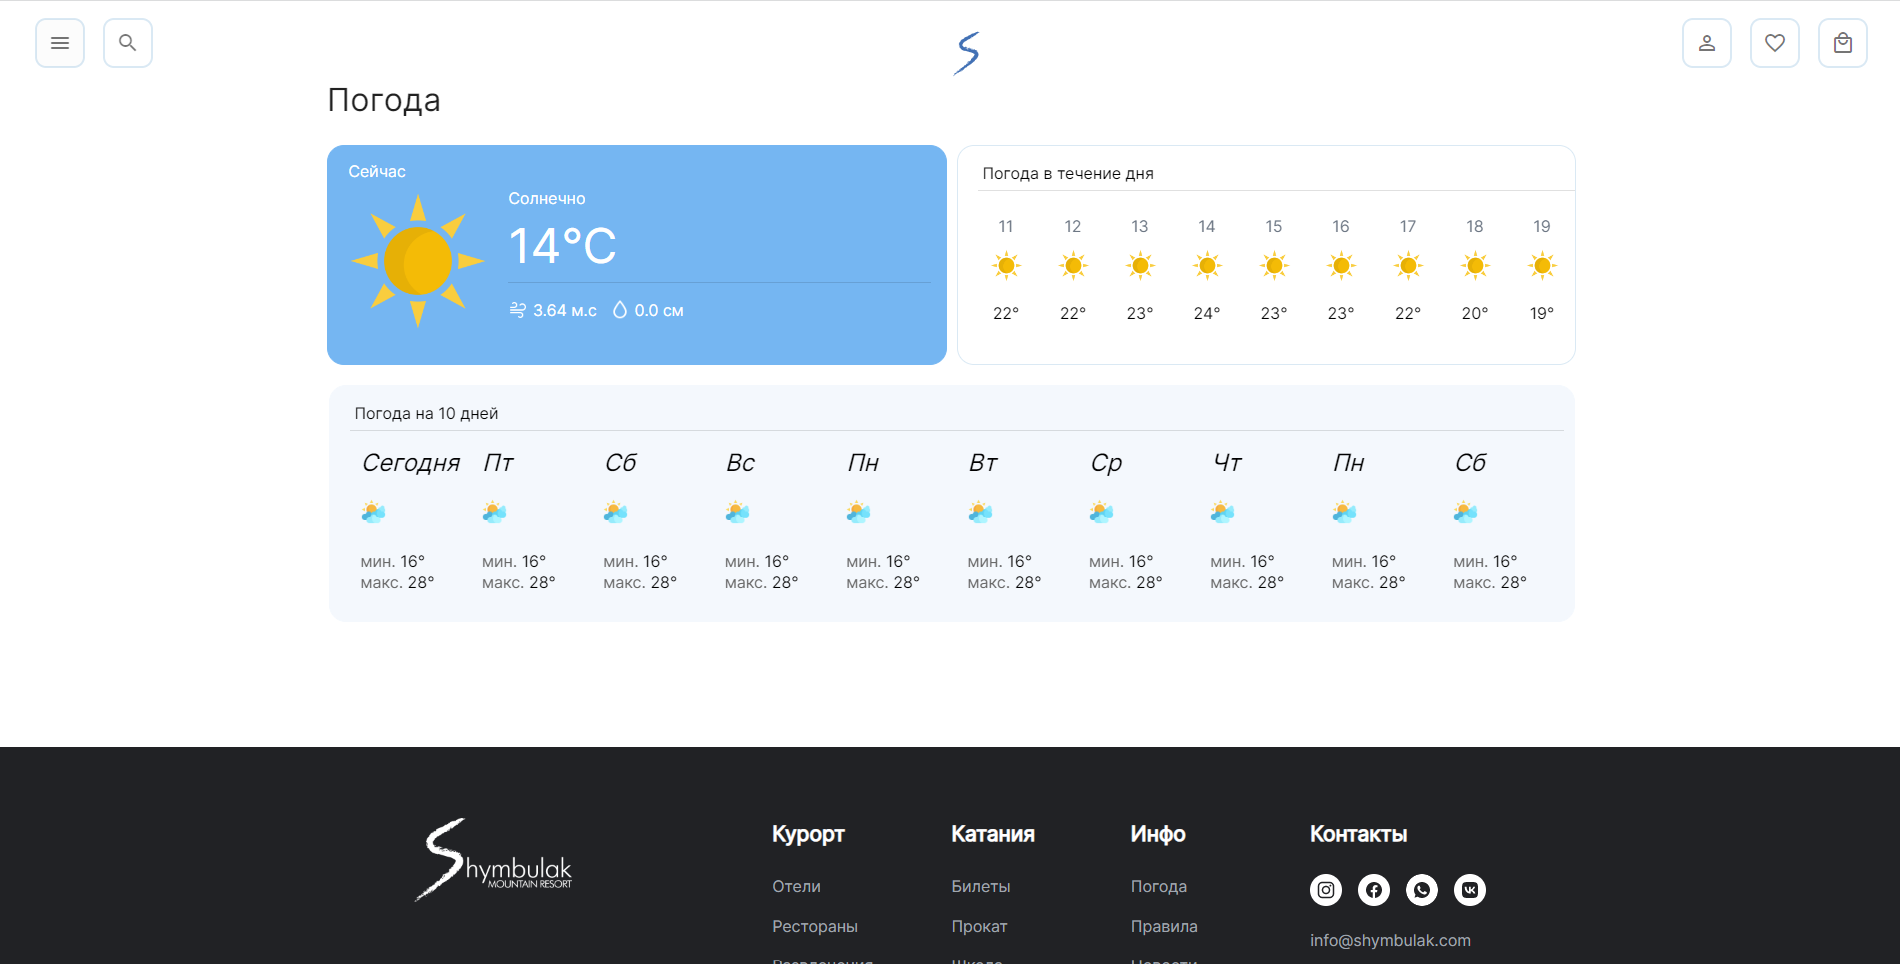 Погода
Сейчас
Солнечно
14°C
3.64 м.с 0.0 см
Погода в течение дня
11 12 13 14 15 16 17 18 19
22° 22° 23° 24° 23° 23° 22° 20° 19°
Погода на 10 дней
Сегодня Пт Сб Вс Пн Вт Ср Чт Пн Сб
мин. 16° мин. 16° мин. 16° мин. 16° мин. 16° мин. 16° мин. 16° мин. 16° мин. 16° мин. 16°
макс. 28° макс. 28° макс. 28° макс. 28° макс. 28° макс. 28° макс. 28° макс. 28° макс. 28° макс. 28°
Shymbulak
MOUNTAIN RESORT
Курорт Катания Инфо Контакты
Отели Билеты Погода
Рестораны Прокат Правила
info@shymbulak.com